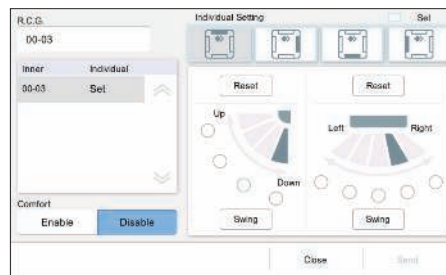 R.C.G.
00-03
Inner Individual
00-03 Set
Comfort
Enable Disable
Individual Setting Set
Reset Reset
Up
Left Right
Down
Swing Swing
Close Send